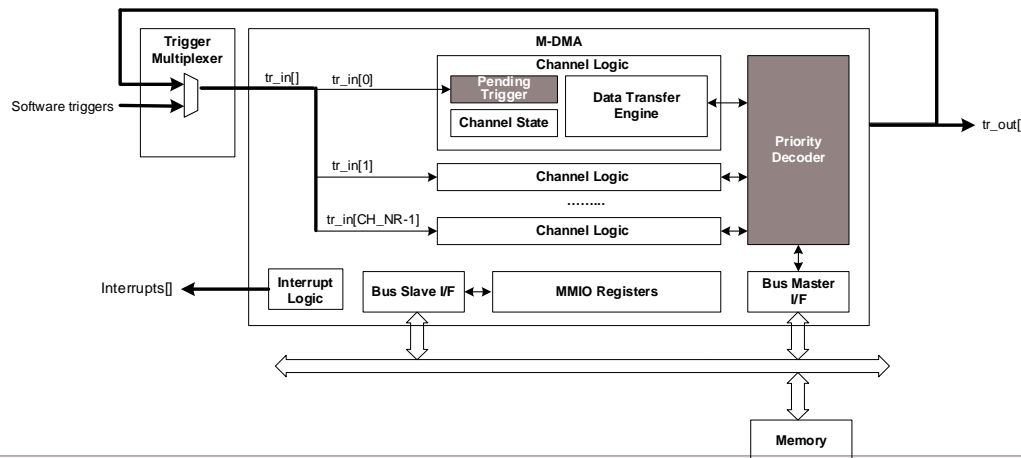 Trigger
Multiplexer
M-DMA
Channel Logic
tr_in[]
tr_in[0]
Pending
Trigger
Data Transfer
Engine
Software triggers
Channel State
tr_out[
Priority
Decoder
tr_in[1]
Channel Logic
.........
tr_in[CH_NR-1]
Channel Logic
Interrupts[]
Interrupt
Logic
Bus Slave I/F
MMIO Registers
Bus Master
I/F
Memory